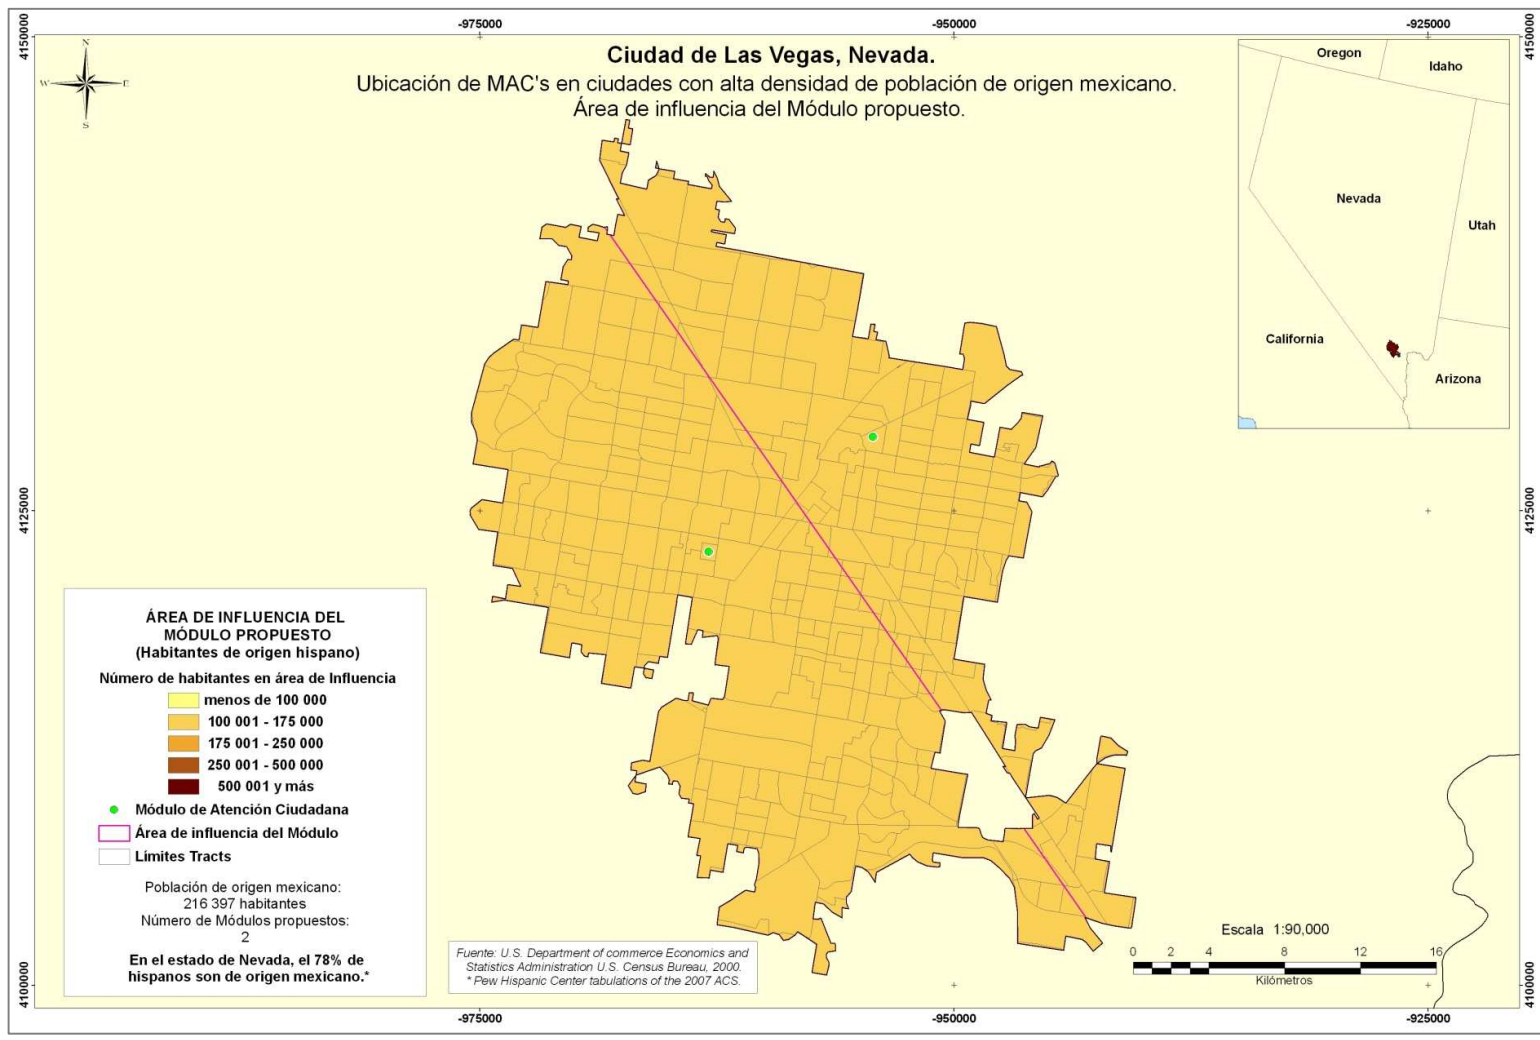 -975000
-950000
-925000
4150000
4150000
Ciudad de Las Vegas, Nevada.
Ubicación de MAC's en ciudades con alta densidad de población de origen mexicano.
Área de influencia del Módulo propuesto.
N
W
E
S
Oregon
Idaho
Nevada
Utah
California
Arizona
4125000
4125000
ÁREA DE INFLUENCIA DEL
MÓDULO PROPUESTO
(Habitantes de origen hispano)
Número de habitantes en área de Influencia
menos de 100 000
100 001 - 175 000
175 001 - 250 000
250 001 - 500 000
500 001 y más
Módulo de Atención Ciudadana
Área de influencia del Módulo
Límites Tracts
Población de origen mexicano:
216 397 habitantes
Número de Módulos propuestos:
2
En el estado de Nevada, el 78% de
hispanos son de origen mexicano.*
Fuente: U.S. Department of commerce Economics and
Statistics Administration U.S. Census Bureau, 2000.
* Pew Hispanic Center tabulations of the 2007 ACS.
Escala 1:90,000
0 2 4 8 12 16
Kilómetros
4100000
4100000
-975000
-950000
-925000